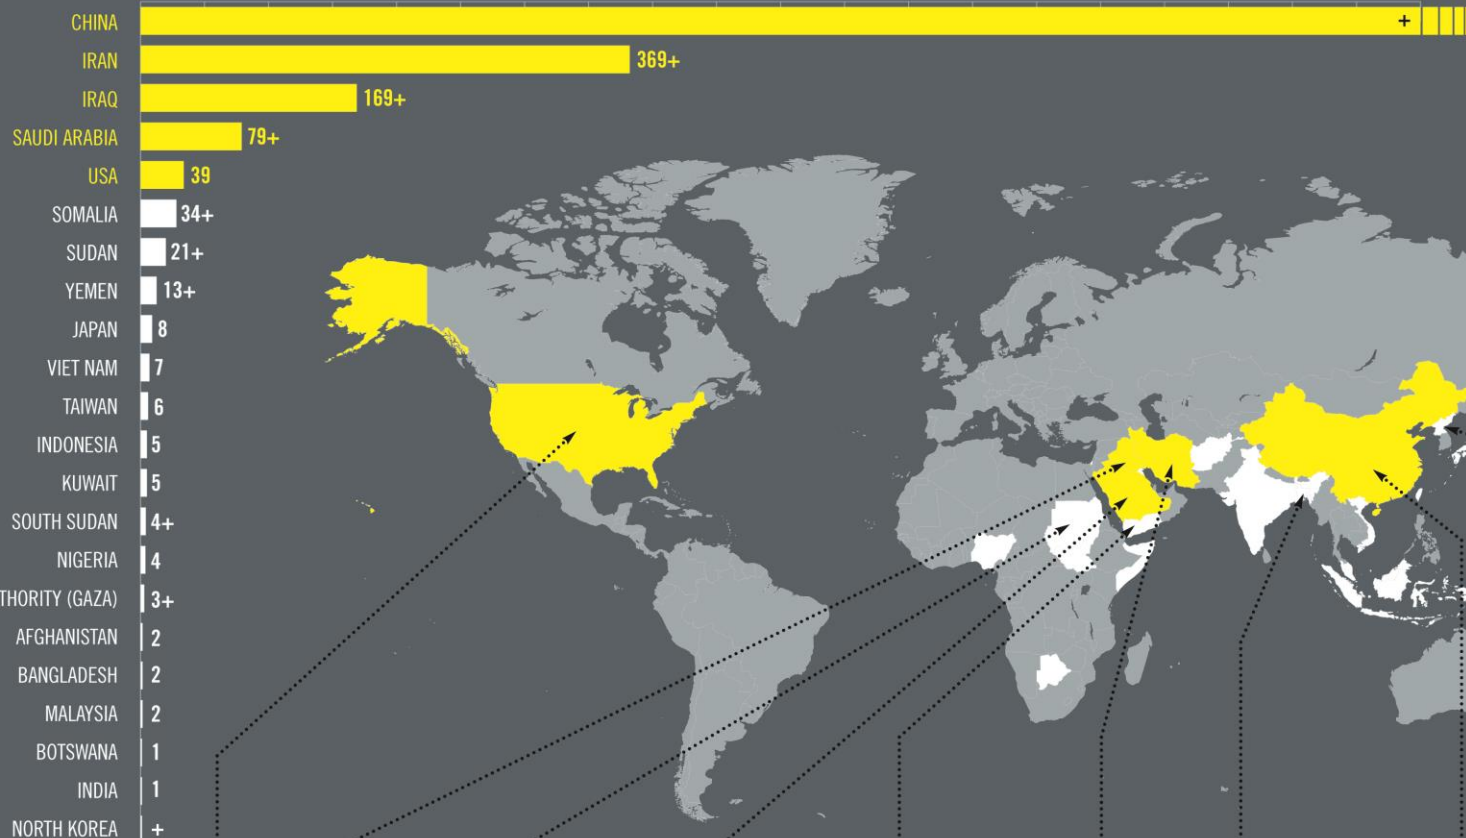 CHINA +
IRAN 369+
IRAQ 169+
SAUDI ARABIA 79+
USA 39
SOMALIA 34+
SUDAN 21+
YEMEN 13+
JAPAN 8
VIET NAM 7
TAIWAN 6
INDONESIA 5
KUWAIT 5
SOUTH SUDAN 4+
NIGERIA 4
THORITY (GAZA) 3+
AFGHANISTAN 2
BANGLADESH 2
MALAYSIA 2
BOTSWANA 1
INDIA 1
NORTH KOREA +